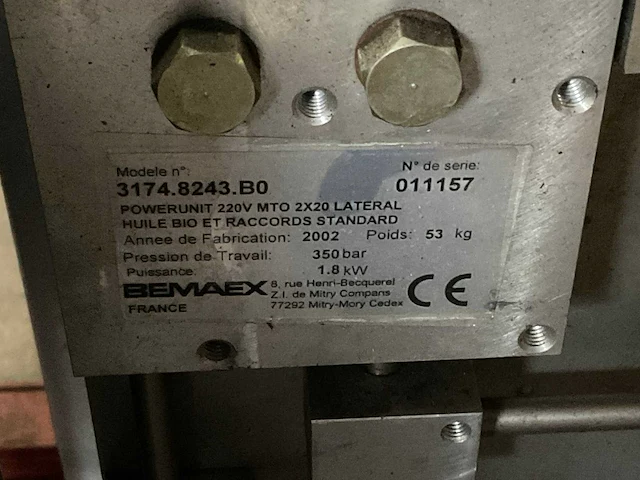 Modele n°: N° de serie:
3174.8243.B0 011157
POWERUNIT 220V MTO 2X20 LATERAL
HUILE BIO ET RACCORDS STANDARD
Annee de Fabrication: 2002 Poids: 53 kg
Pression de Travail: 350 bar
Puissance: 1.8 kW
BEMAEX 8, rue Henri-Becquerel
Z.I. de Mitry Compans
FRANCE 77292 Mitry-Mory Cedex
CE